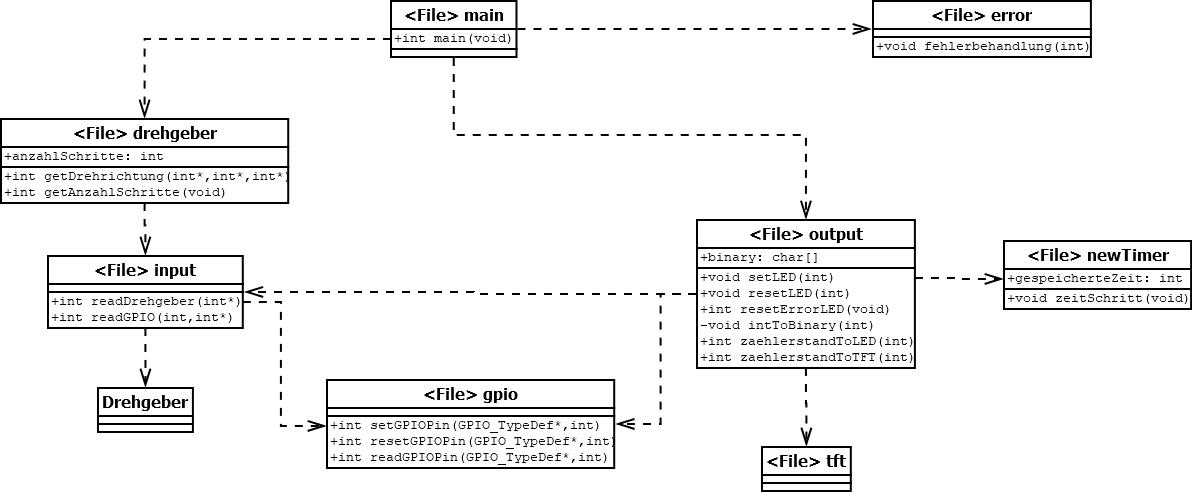 <File> main
+int main(void)
<File> error
+void fehlerbehandlung(int)
<File> drehgeber
+anzahlSchritte: int
+int getDrehrichtung(int*,int*,int*)
+int getAnzahlSchritte(void)
<File> output
+binary: char[]
+void setLED(int)
+void resetLED(int)
+int resetErrorLED(void)
-void intToBinary(int)
+int zaehlerstandToLED(int)
+int zaehlerstandToTFT(int)
<File> newTimer
+gespeicherteZeit: int
+void zeitSchritt(void)
<File> input
+int readDrehgeber(int*)
+int readGPIO(int,int*)
Drehgeber
<File> gpio
+int setGPIOPin(GPIO_TypeDef*,int)
+int resetGPIOPin(GPIO_TypeDef*,int)
+int readGPIOPin(GPIO_TypeDef*,int)
<File> tft